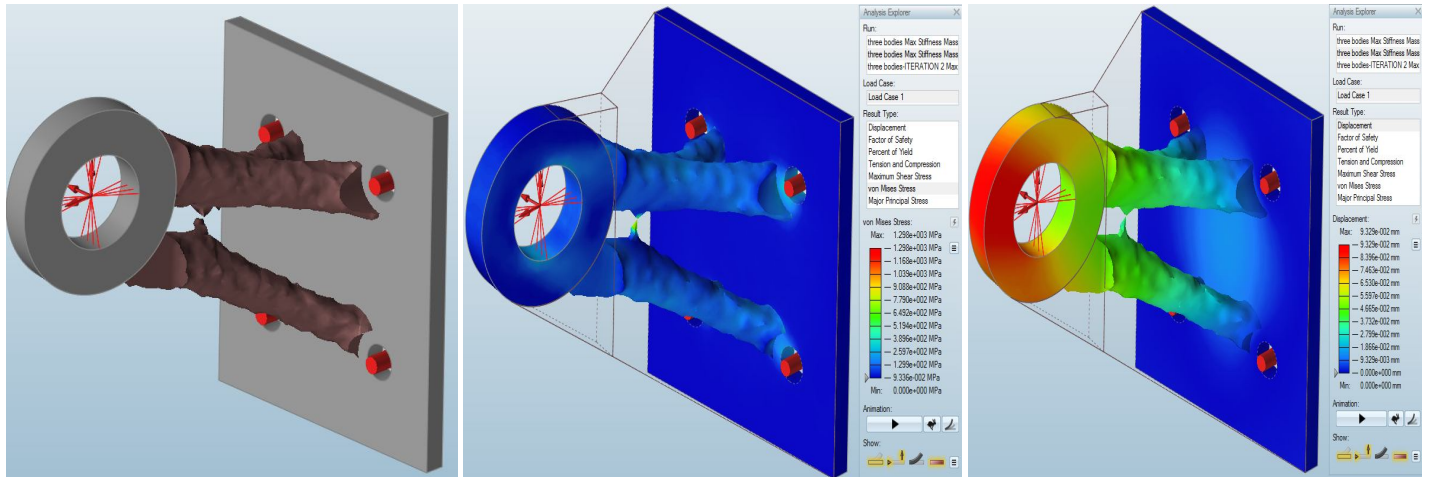 Analysis Explorer
Run:
three bodies Max Stiffness Mass
three bodies Max Stiffness Mass
three bodies-ITERATION 2 Max
Load Case:
Load Case 1
Result Type:
Displacement
Factor of Safety
Percent of Yield
Tension and Compression
Maximum Shear Stress
von Mises Stress
Major Principal Stress
von Mises Stress:
Max: 1.298e+003 MPa
1.298e+003 MPa
1.168e+003 MPa
1.039e+003 MPa
9.088e+002 MPa
7.790e+002 MPa
6.492e+002 MPa
5.194e+002 MPa
3.896e+002 MPa
2.597e+002 MPa
1.299e+002 MPa
9.336e-002 MPa
Min: 0.000e+000 MPa
Animation:
Show:
Analysis Explorer
Run:
three bodies Max Stiffness Mass
three bodies Max Stiffness Mass
three bodies-ITERATION 2 Max
Load Case:
Load Case 1
Result Type:
Displacement
Factor of Safety
Percent of Yield
Tension and Compression
Maximum Shear Stress
von Mises Stress
Major Principal Stress
Displacement:
Max: 9.329e-002 mm
9.329e-002 mm
8.396e-002 mm
7.463e-002 mm
6.530e-002 mm
5.597e-002 mm
4.665e-002 mm
3.732e-002 mm
2.799e-002 mm
1.866e-002 mm
9.329e-003 mm
0.000e+000 mm
Min: 0.000e+000 mm
Animation:
Show: